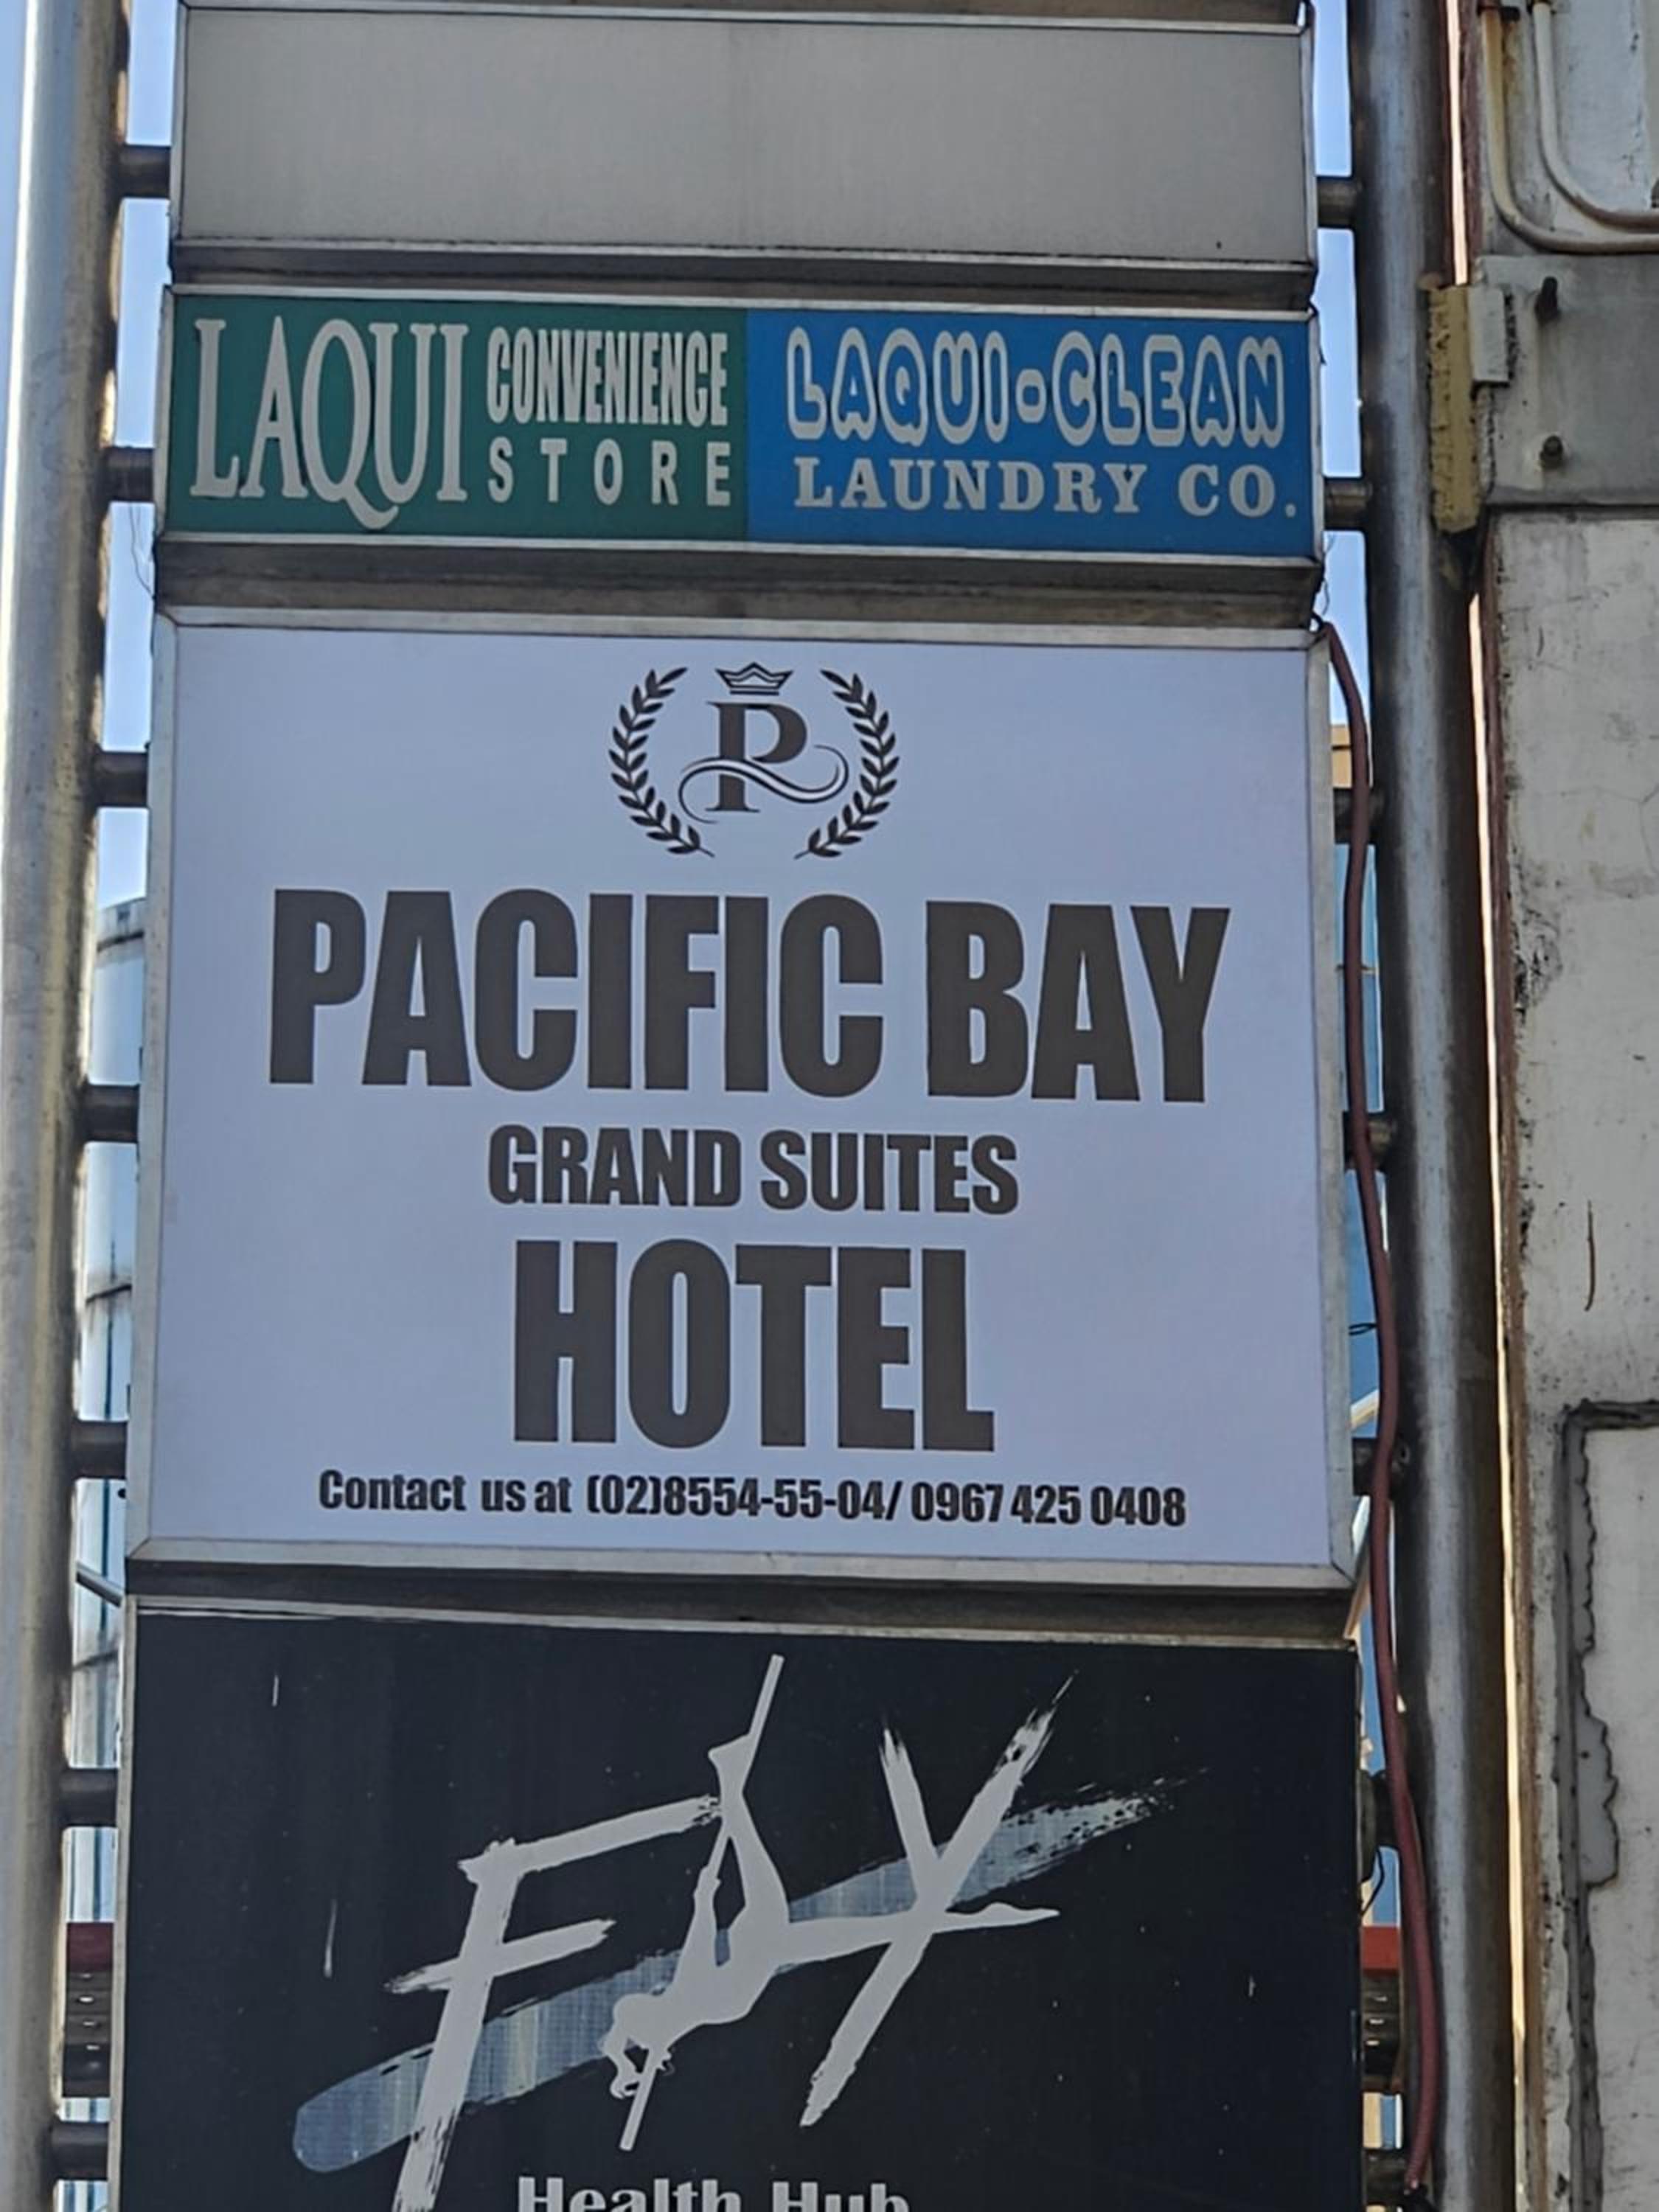 LAQUI CONVENIENCE STORE
LAQUI-CLEAN
LAUNDRY CO.
P
PACIFIC BAY
GRAND SUITES
HOTEL
Contact us at (02)8554-55-04/ 0967 425 0408
FLY
Health Hub